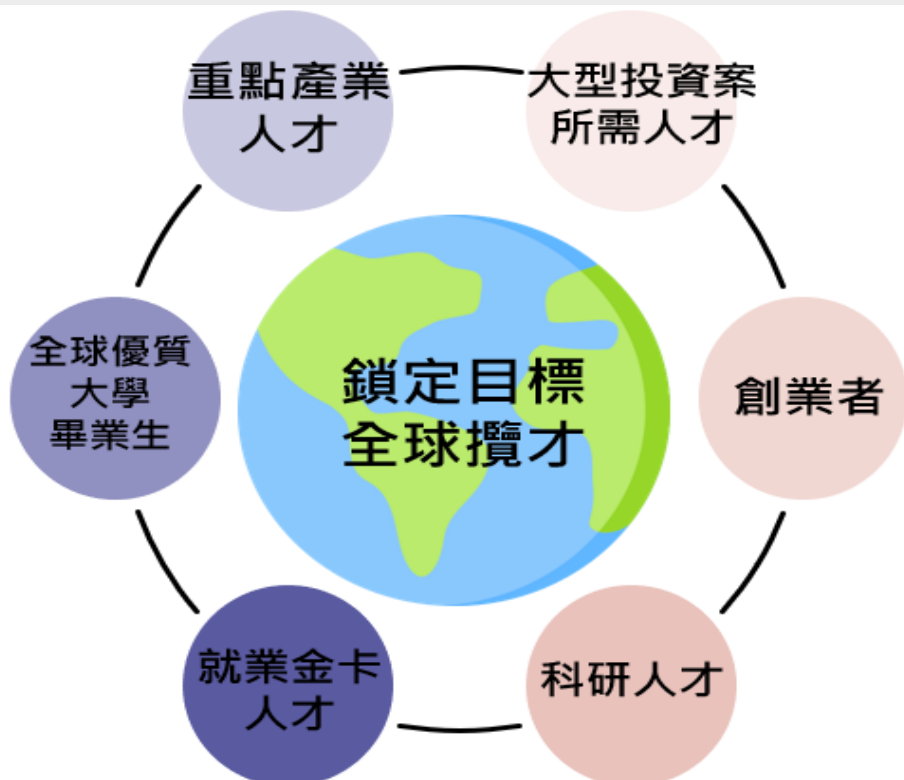 重點產業
人才
大型投資案
所需人才
全球優質
大學
畢業生
鎖定目標
全球攬才
創業者
就業金卡
人才
科研人才